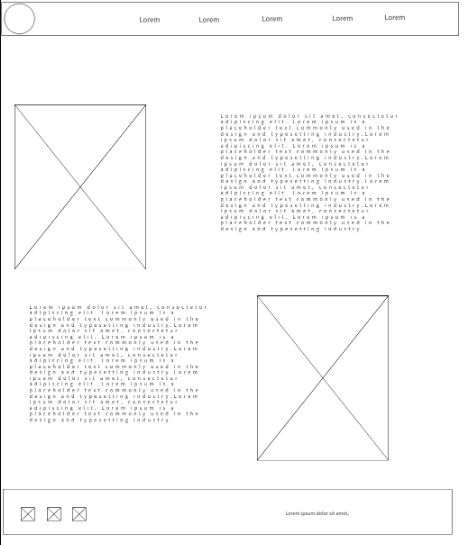 Lorem Lorem Lorem Lorem Lorem
Lorem ipsum dolor sit amet, consectetur
adipiscing elit. Lorem ipsum is a
placeholder text commonly used in the
design and typesetting industry.Lorem
ipsum dolor sit amet, consectetur
adipiscing elit. Lorem ipsum is a
placeholder text commonly used in the
design and typesetting industry.Lorem
ipsum dolor sit amet, consectetur
adipiscing elit. Lorem ipsum is a
placeholder text commonly used in the
design and typesetting industry.Lorem
ipsum dolor sit amet, consectetur
adipiscing elit. Lorem ipsum is a
placeholder text commonly used in the
design and typesetting industry.Lorem
ipsum dolor sit amet, consectetur
adipiscing elit. Lorem ipsum is a
placeholder text commonly used in the
design and typesetting industry.
Lorem ipsum dolor sit amet, consectetur
adipiscing elit. Lorem ipsum is a
placeholder text commonly used in the
design and typesetting industry.Lorem
ipsum dolor sit amet, consectetur
adipiscing elit. Lorem ipsum is a
placeholder text commonly used in the
design and typesetting industry.Lorem
ipsum dolor sit amet, consectetur
adipiscing elit. Lorem ipsum is a
placeholder text commonly used in the
design and typesetting industry.Lorem
ipsum dolor sit amet, consectetur
adipiscing elit. Lorem ipsum is a
placeholder text commonly used in the
design and typesetting industry.Lorem
ipsum dolor sit amet, consectetur
adipiscing elit. Lorem ipsum is a
placeholder text commonly used in the
design and typesetting industry.
Lorem ipsum dolor sit amet,